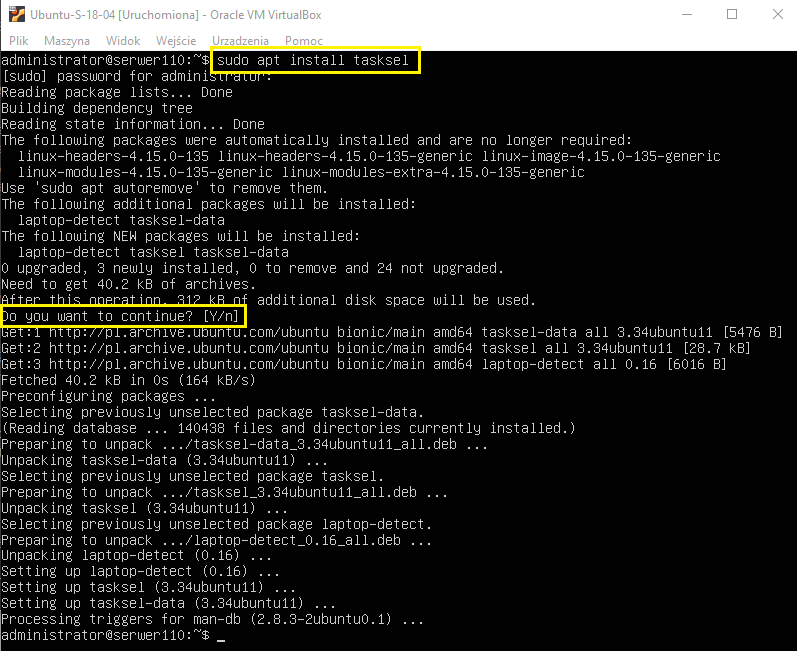 Ubuntu-S-18-04 [Uruchomiona] - Oracle VM VirtualBox
Plik Maszyna Widok Wejście Urządzenia Pomoc
administrator@serwer110:~$ sudo apt install tasksel
[sudo] password for administrator:
Reading package lists... Done
Building dependency tree
Reading state information... Done
The following packages were automatically installed and are no longer required:
  linux-headers-4.15.0-135 linux-headers-4.15.0-135-generic linux-image-4.15.0-135-generic
  linux-modules-4.15.0-135-generic linux-modules-extra-4.15.0-135-generic
Use 'sudo apt autoremove' to remove them.
The following additional packages will be installed:
  laptop-detect tasksel-data
The following NEW packages will be installed:
  laptop-detect tasksel tasksel-data
0 upgraded, 3 newly installed, 0 to remove and 24 not upgraded.
Need to get 40.2 kB of archives.
After this operation, 312 kB of additional disk space will be used.
Do you want to continue? [Y/n]
Get:1 http://pl.archive.ubuntu.com/ubuntu bionic/main amd64 tasksel-data all 3.34ubuntu11 [5476 B]
Get:2 http://pl.archive.ubuntu.com/ubuntu bionic/main amd64 tasksel all 3.34ubuntu11 [28.7 kB]
Get:3 http://pl.archive.ubuntu.com/ubuntu bionic/main amd64 laptop-detect all 0.16 [6016 B]
Fetched 40.2 kB in 0s (164 kB/s)
Preconfiguring packages ...
Selecting previously unselected package tasksel-data.
(Reading database ... 140438 files and directories currently installed.)
Preparing to unpack .../tasksel-data_3.34ubuntu11_all.deb ...
Unpacking tasksel-data (3.34ubuntu11) ...
Selecting previously unselected package tasksel.
Preparing to unpack .../tasksel_3.34ubuntu11_all.deb ...
Unpacking tasksel (3.34ubuntu11) ...
Selecting previously unselected package laptop-detect.
Preparing to unpack .../laptop-detect_0.16_all.deb ...
Unpacking laptop-detect (0.16) ...
Setting up laptop-detect (0.16) ...
Setting up tasksel (3.34ubuntu11) ...
Setting up tasksel-data (3.34ubuntu11) ...
Processing triggers for man-db (2.8.3-2ubuntu0.1) ...
administrator@serwer110:~$ _